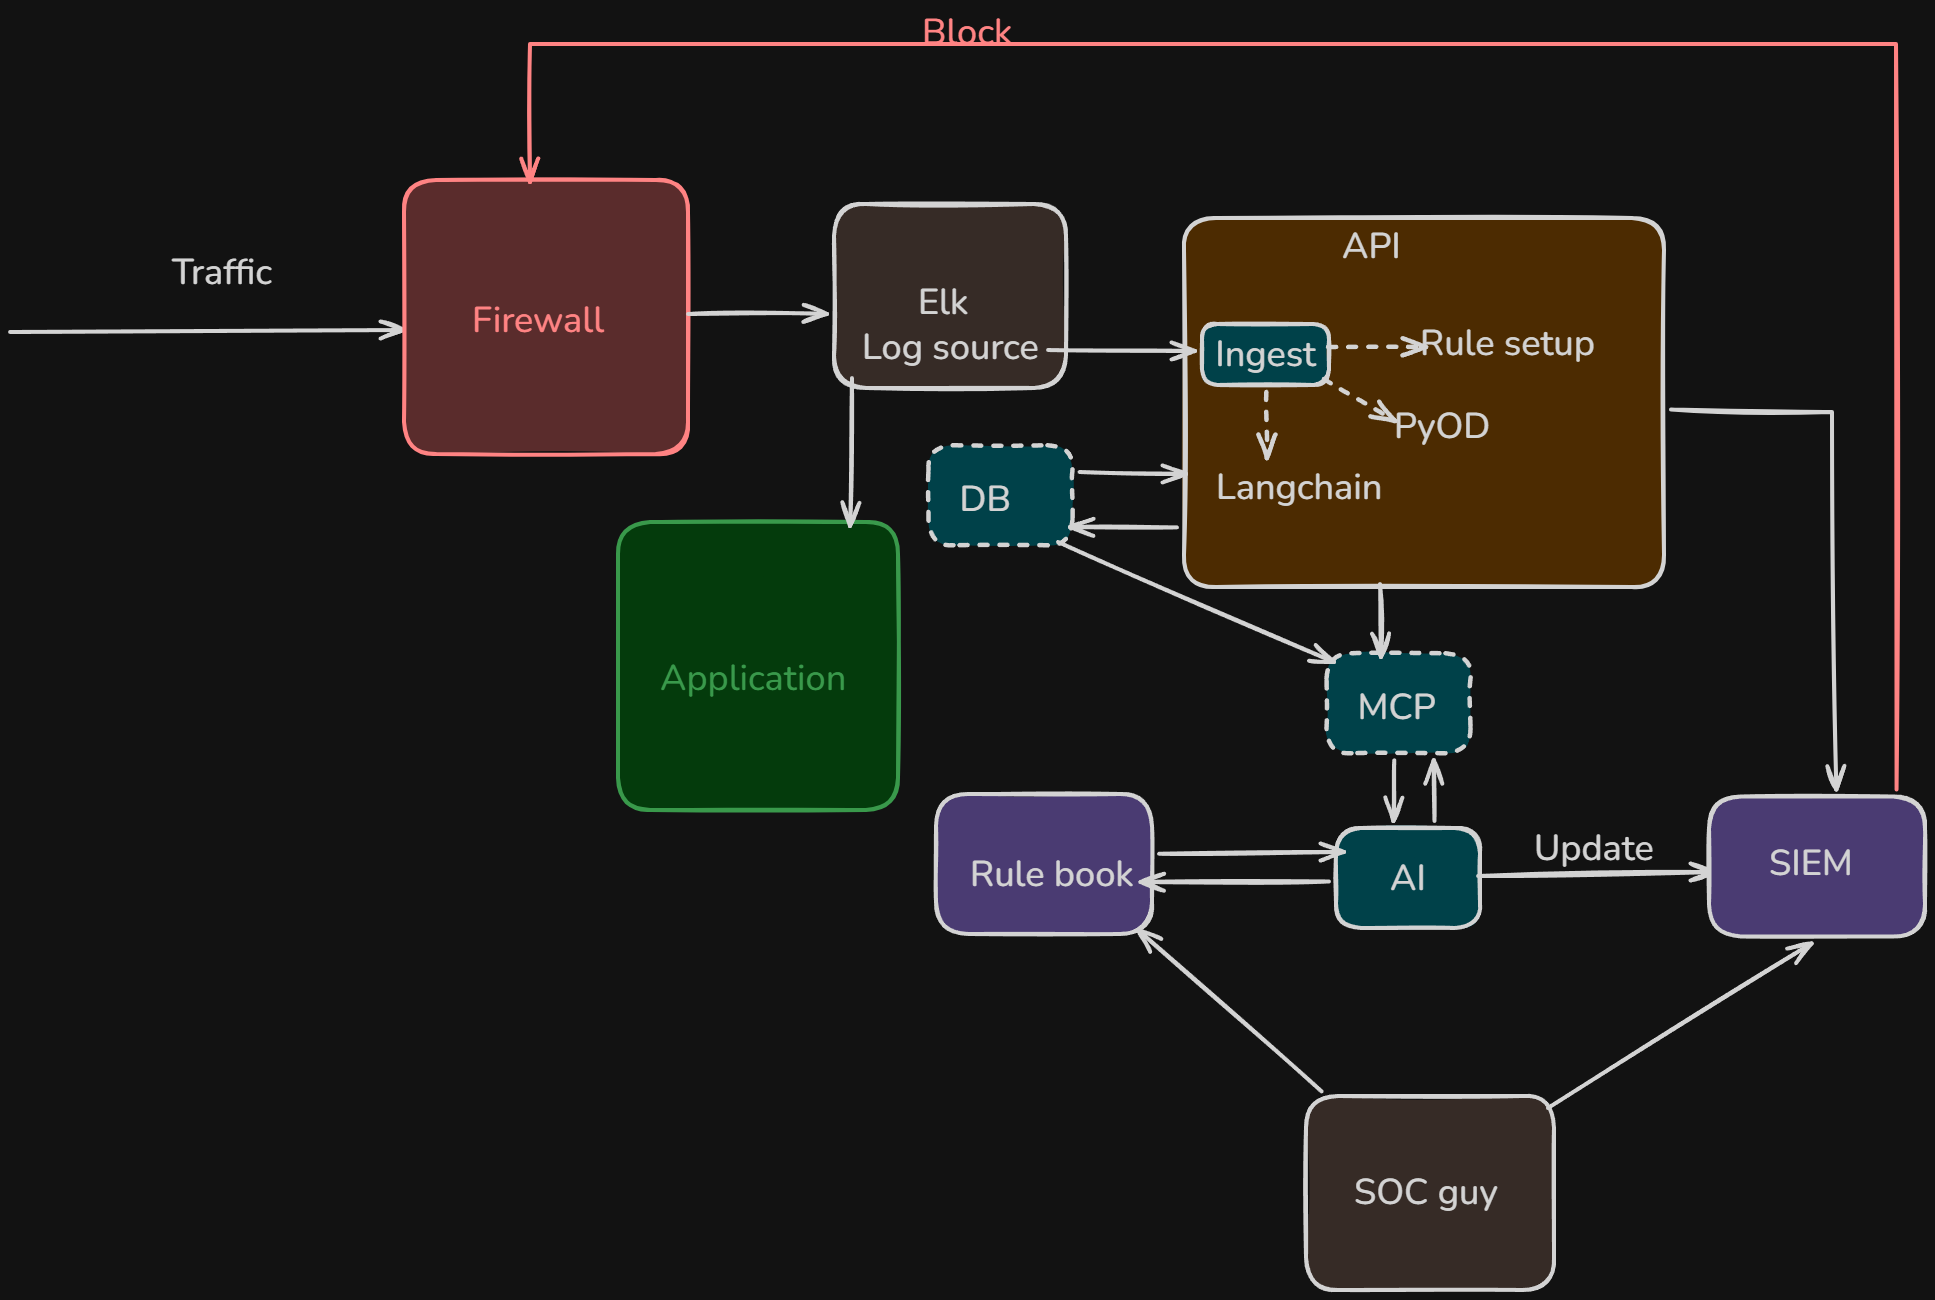 Block
Traffic
Firewall
Elk
Log source
API
Ingest
Rule setup
PyOD
Langchain
DB
Application
MCP
Rule book
AI
Update
SIEM
SOC guy